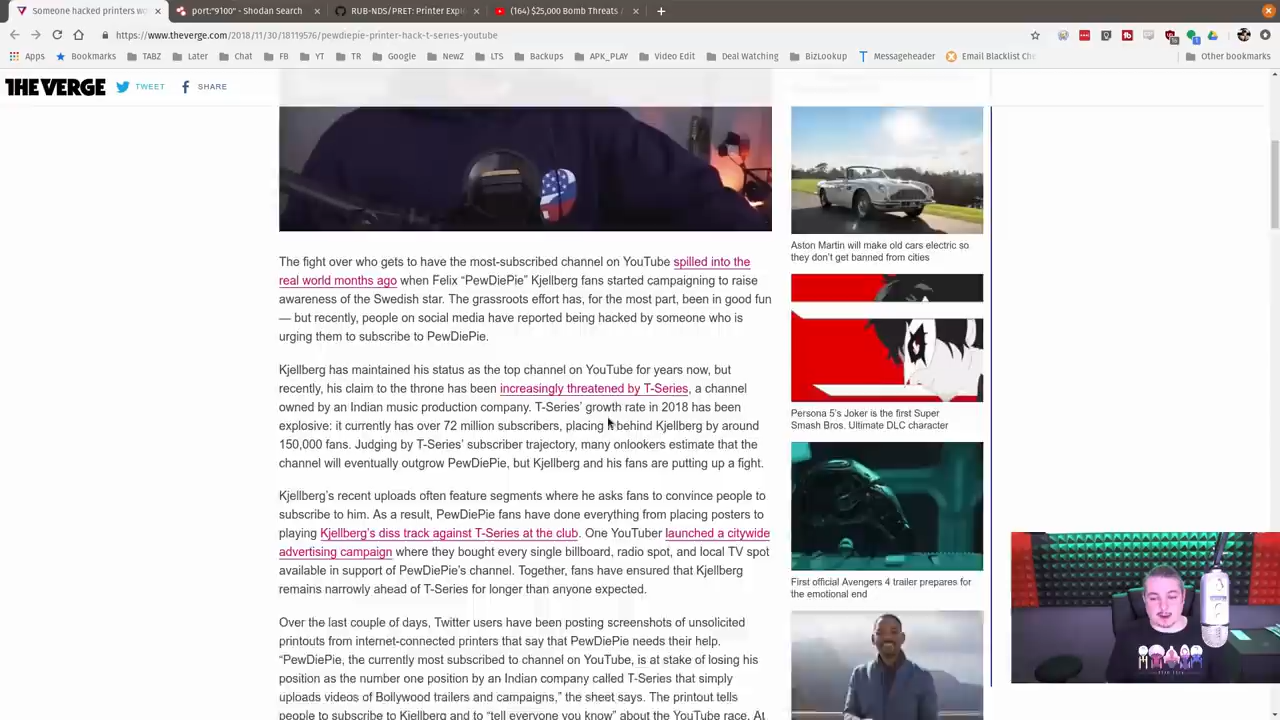 Someone hacked printers wo
port:"9100" - Shodan Search
RUB-NDS/PRET: Printer Expl
(164) $25,000 Bomb Threats
https://www.theverge.com/2018/11/30/18119576/pewdiepie-printer-hack-t-series-youtube
Apps
Bookmarks
TABZ
Later
Chat
FB
YT
TR
Google
NewZ
LTS
Backups
APK_PLAY
Video Edit
Deal Watching
BizLookup
Messageheader
Email Blacklist Che
Other bookmarks
THE VERGE
TWEET
SHARE
The fight over who gets to have the most-subscribed channel on YouTube spilled into the
real world months ago when Felix “PewDiePie” Kjellberg fans started campaigning to raise
awareness of the Swedish star. The grassroots effort has, for the most part, been in good fun
— but recently, people on social media have reported being hacked by someone who is
urging them to subscribe to PewDiePie.
Kjellberg has maintained his status as the top channel on YouTube for years now, but
recently, his claim to the throne has been increasingly threatened by T-Series, a channel
owned by an Indian music production company. T-Series’ growth rate in 2018 has been
explosive: it currently has over 72 million subscribers, placing behind Kjellberg by around
150,000 fans. Judging by T-Series’ subscriber trajectory, many onlookers estimate that the
channel will eventually outgrow PewDiePie, but Kjellberg and his fans are putting up a fight.
Kjellberg’s recent uploads often feature segments where he asks fans to convince people to
subscribe to him. As a result, PewDiePie fans have done everything from placing posters to
playing Kjellberg’s diss track against T-Series at the club. One YouTuber launched a citywide
advertising campaign where they bought every single billboard, radio spot, and local TV spot
available in support of PewDiePie’s channel. Together, fans have ensured that Kjellberg
remains narrowly ahead of T-Series for longer than anyone expected.
Over the last couple of days, Twitter users have been posting screenshots of unsolicited
printouts from internet-connected printers that say that PewDiePie needs their help.
“PewDiePie, the currently most subscribed to channel on YouTube, is at stake of losing his
position as the number one position by an Indian company called T-Series that simply
uploads videos of Bollywood trailers and campaigns,” the sheet says. The printout tells
people to subscribe to Kjellberg and to “tell everyone you know” about the YouTube race. At
Aston Martin will make old cars electric so
they don’t get banned from cities
Persona 5’s Joker is the first Super
Smash Bros. Ultimate DLC character
First official Avengers 4 trailer prepares for
the emotional end